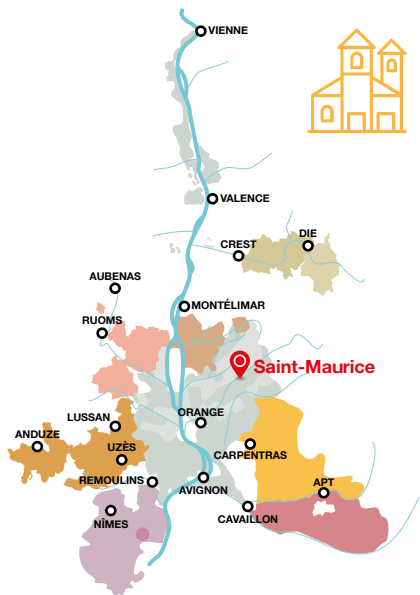 VIENNE
VALENCE
DIE
CREST
AUBENAS
MONTÉLIMAR
RUOMS
Saint-Maurice
ORANGE
LUSSAN
ANDUZE
UZÈS
CARPENTRAS
REMOULINS
AVIGNON
APT
CAVAILLON
NÎMES